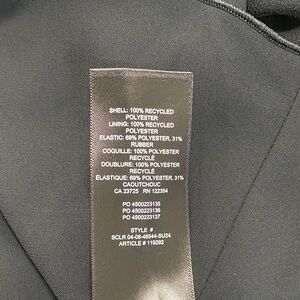 SHELL: 100% RECYCLED
POLYESTER
LINING: 100% RECYCLED
POLYESTER
ELASTIC: 69% POLYESTER, 31%
RUBBER
COQUILLE: 100% POLYESTER
RECYCLÉ
DOUBLURE: 100% POLYESTER
RECYCLÉ
ÉLASTIQUE: 69% POLYESTER, 31%
CAOUTCHOUC
CA 23725 RN 122354
PO 4500223135
PO 4500223136
PO 4500223137
STYLE #
SCLR 04-08-46544-SU24
ARTICLE # 119292